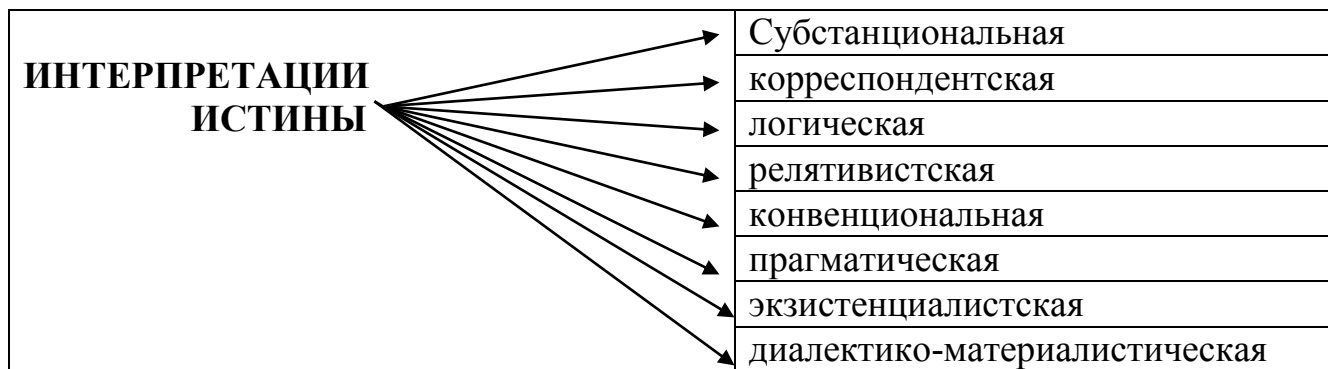 ИНТЕРПРЕТАЦИИ
ИСТИНЫ
Субстанциональная
корреспондентская
логическая
релятивистская
конвенциональная
прагматическая
экзистенциалистская
диалектико-материалистическая